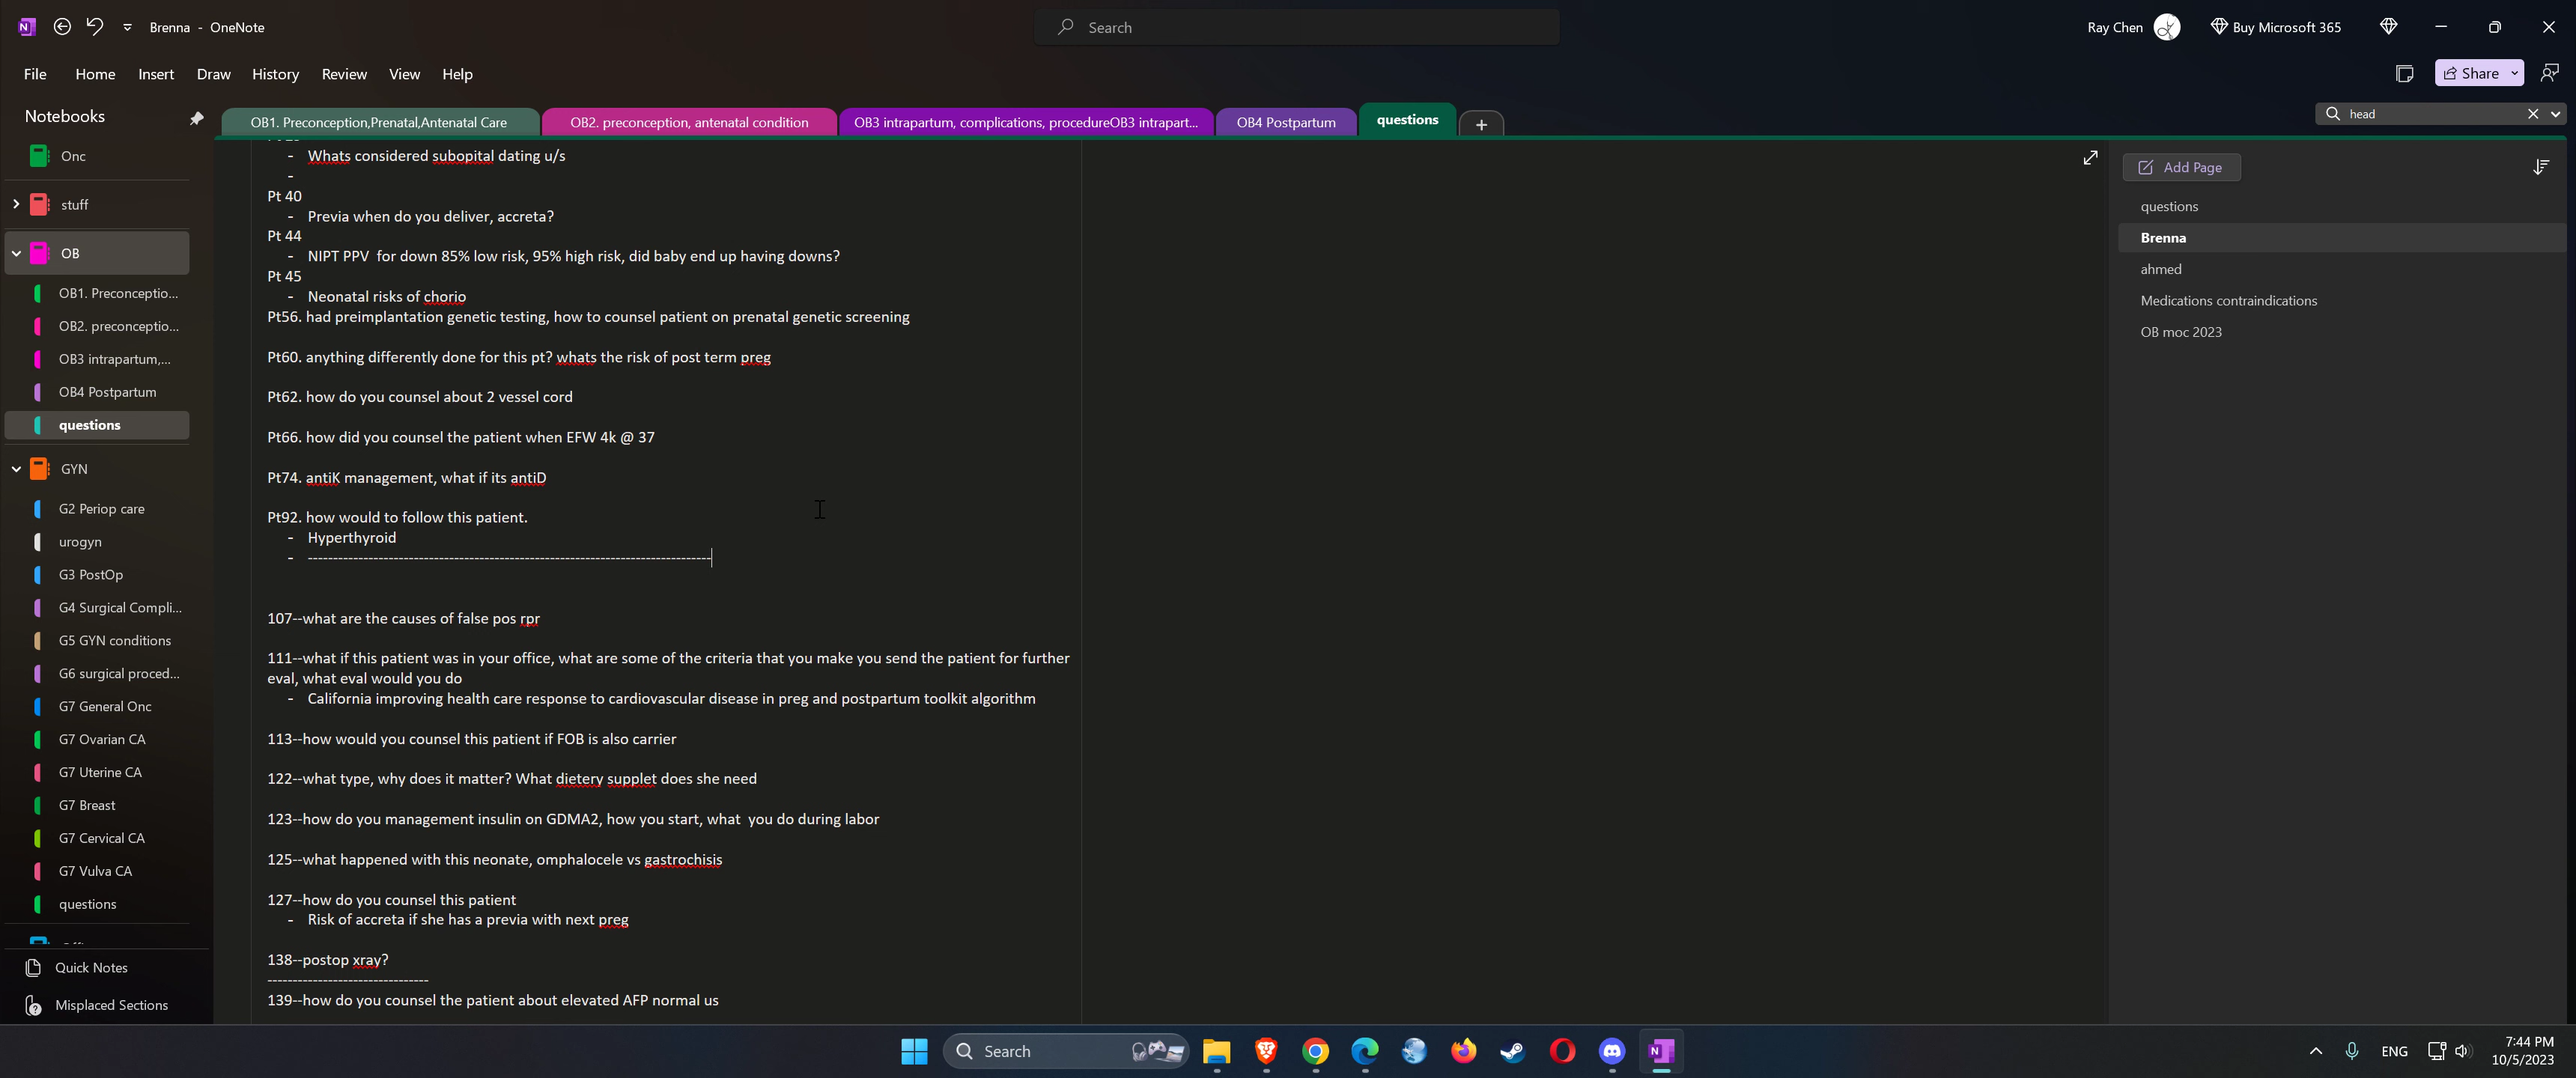 Brenna - OneNote
Search
Ray Chen
Buy Microsoft 365
File Home Insert Draw History Review View Help
Share
Notebooks
OB1. Preconception,Prenatal,Antenatal Care
OB2. preconception, antenatal condition
OB3 intrapartum, complications, procedureOB3 intrapart...
OB4 Postpartum
questions
+
head
Onc
stuff
OB
OB1. Preconceptio...
OB2. preconceptio...
OB3 intrapartum,...
OB4 Postpartum
questions
GYN
G2 Periop care
urogyn
G3 PostOp
G4 Surgical Compli...
G5 GYN conditions
G6 surgical proced...
G7 General Onc
G7 Ovarian CA
G7 Uterine CA
G7 Breast
G7 Cervical CA
G7 Vulva CA
questions
Quick Notes
Misplaced Sections
- Whats considered subopital dating u/s
-
Pt 40
- Previa when do you deliver, accreta?
Pt 44
- NIPT PPV for down 85% low risk, 95% high risk, did baby end up having downs?
Pt 45
- Neonatal risks of chorio
Pt56. had preimplantation genetic testing, how to counsel patient on prenatal genetic screening
Pt60. anything differently done for this pt? whats the risk of post term preg
Pt62. how do you counsel about 2 vessel cord
Pt66. how did you counsel the patient when EFW 4k @ 37
Pt74. antiK management, what if its antiD
Pt92. how would to follow this patient.
- Hyperthyroid
- --------------------------------------------------------------------------------
107--what are the causes of false pos rpr
111--what if this patient was in your office, what are some of the criteria that you make you send the patient for further
eval, what eval would you do
- California improving health care response to cardiovascular disease in preg and postpartum toolkit algorithm
113--how would you counsel this patient if FOB is also carrier
122--what type, why does it matter? What dietery supplet does she need
123--how do you management insulin on GDMA2, how you start, what you do during labor
125--what happened with this neonate, omphalocele vs gastrochisis
127--how do you counsel this patient
- Risk of accreta if she has a previa with next preg
138--postop xray?
--------------------------------
139--how do you counsel the patient about elevated AFP normal us
Add Page
questions
Brenna
ahmed
Medications contraindications
OB moc 2023
Search
ENG
7:44 PM
10/5/2023